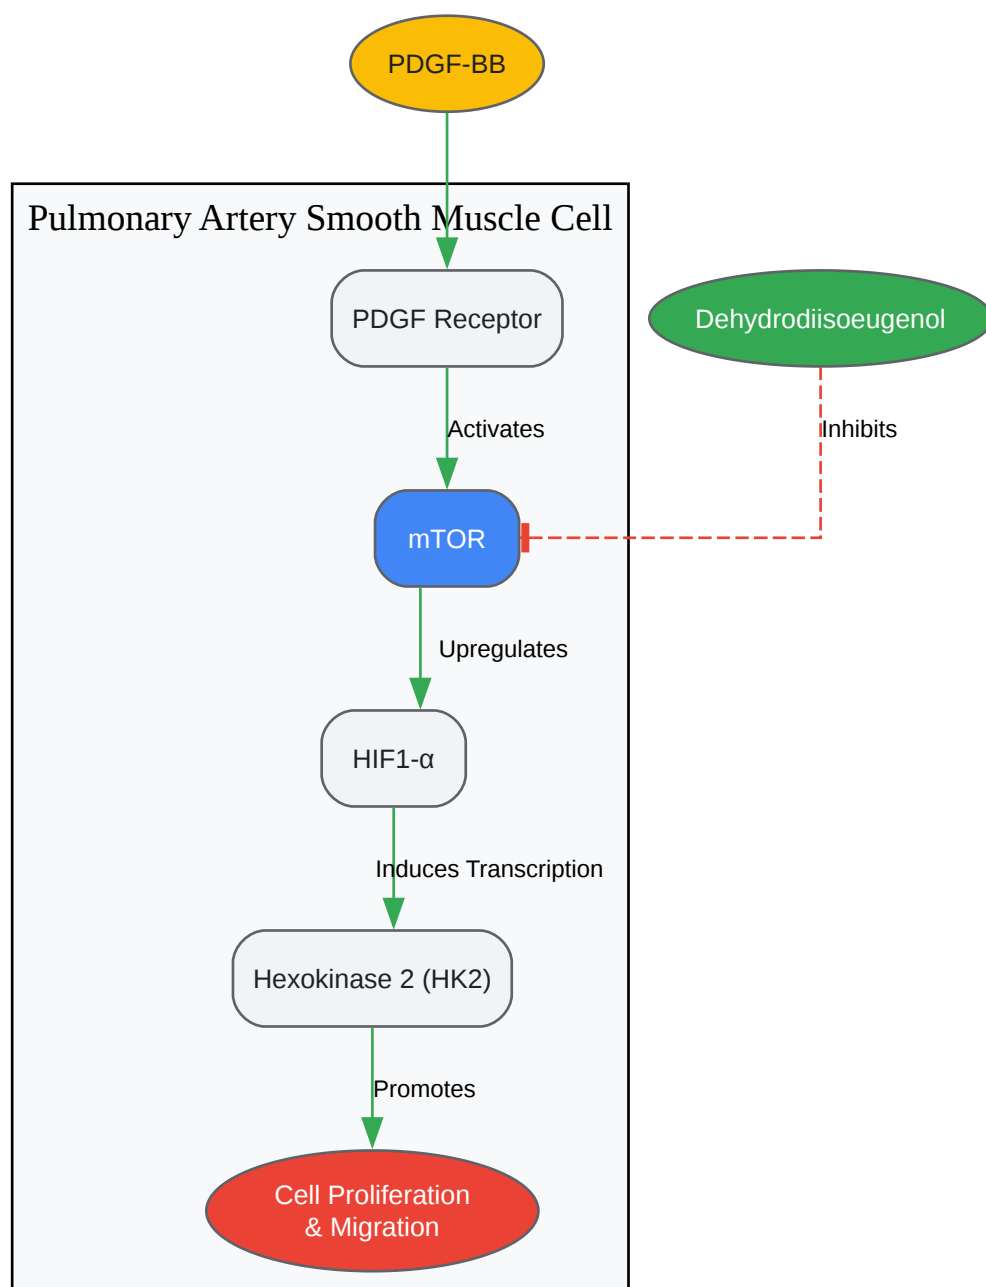 PDGF-BB
Pulmonary Artery Smooth Muscle Cell
PDGF Receptor
Dehydrodiisoeugenol
Activates
Inhibits
mTOR
Upregulates
HIF1-α
Induces Transcription
Hexokinase 2 (HK2)
Promotes
Cell Proliferation
& Migration